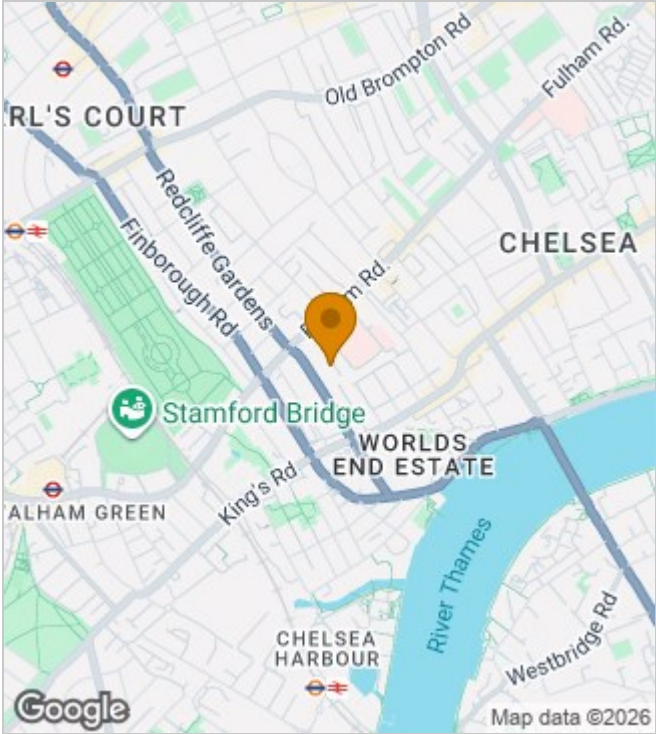 Old Brompton Rd
Fulham Rd.
RL'S COURT
Redcliffe Gardens
Finborough Rd
CHELSEA
m Rd.
Stamford Bridge
WORLDS
END ESTATE
King's Rd
ALHAM GREEN
River Thames
CHELSEA
HARBOUR
Westbridge Rd
Google
Map data ©2026